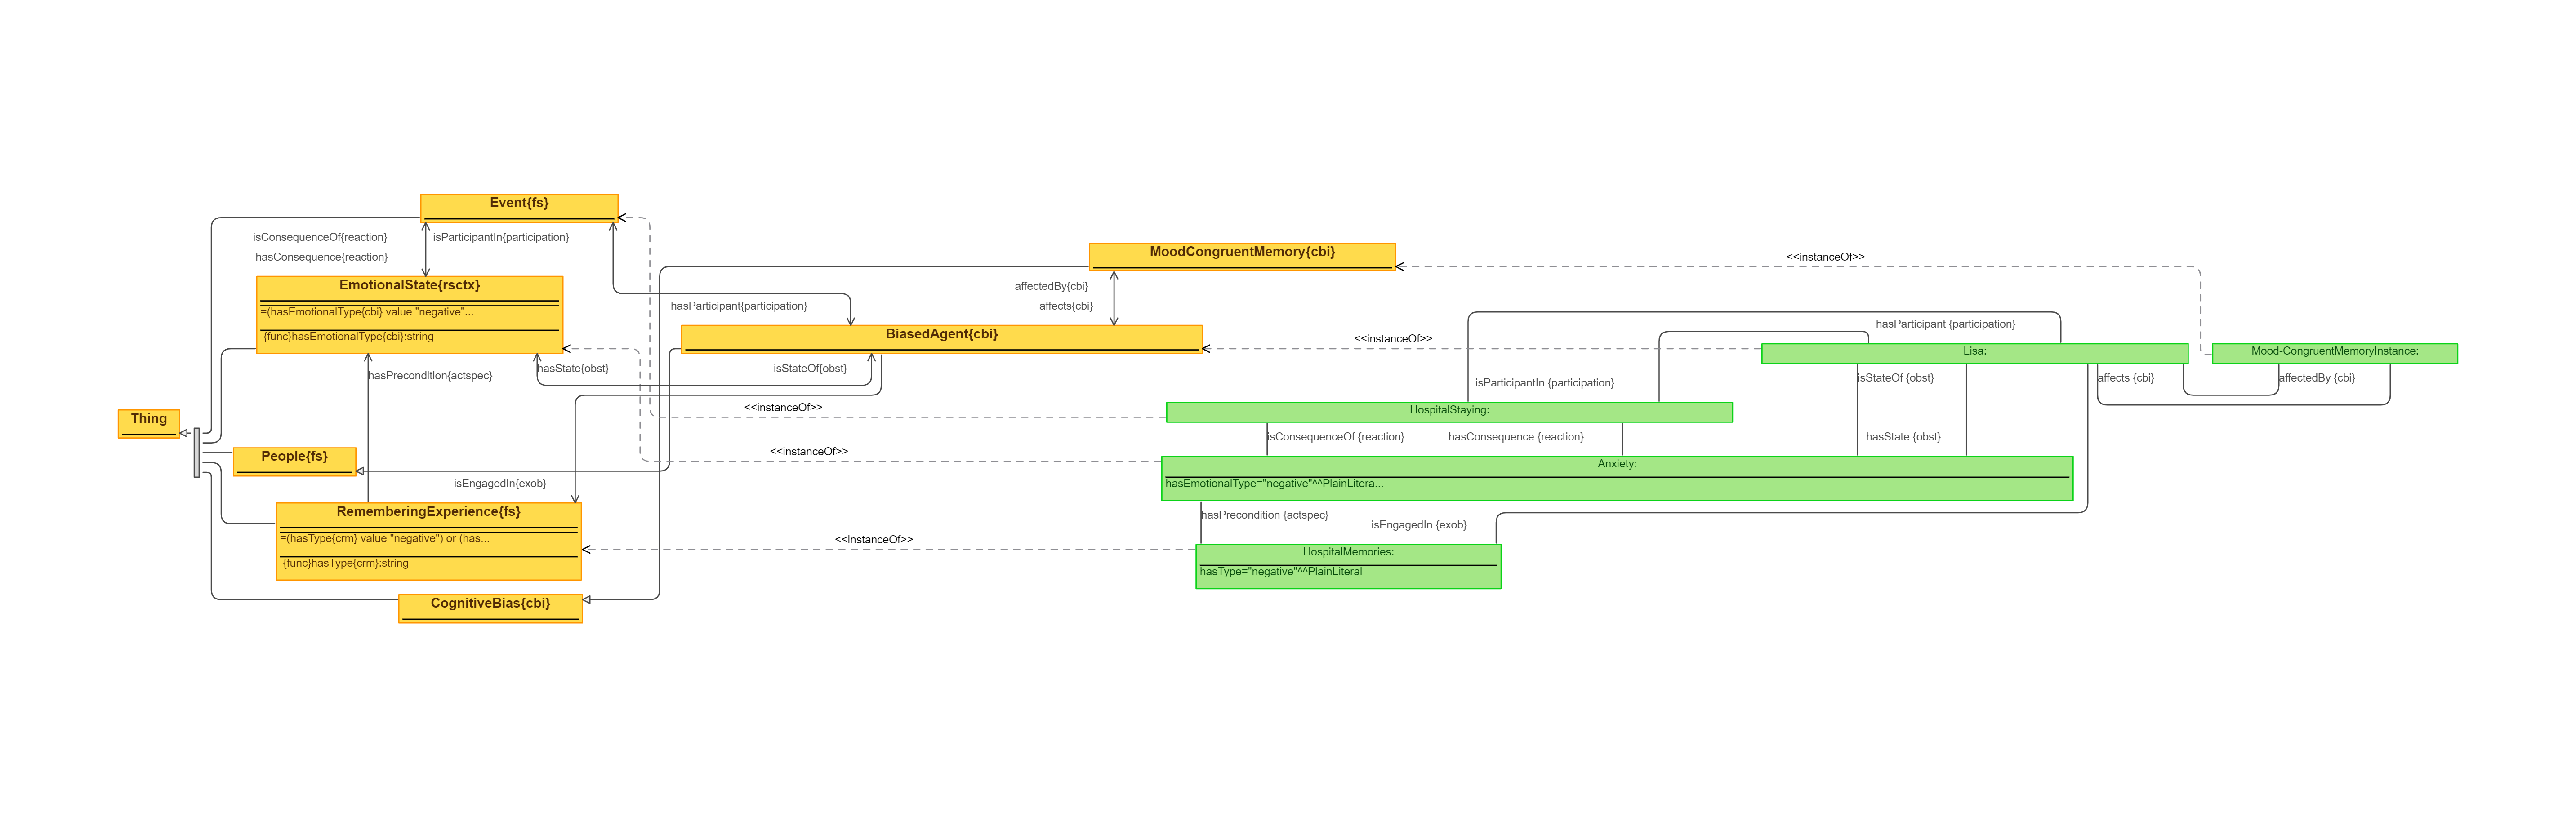 Event{fs}
isConsequenceOf{reaction}
isParticipantIn{participation}
hasConsequence{reaction}
MoodCongruentMemory{cbi}
<<instanceOf>>
EmotionalState{rsctx}
=(hasEmotionalType{cbi} value "negative"...
{func}hasEmotionalType{cbi}:string
hasParticipant{participation}
affectedBy{cbi}
affects{cbi}
BiasedAgent{cbi}
<<instanceOf>>
hasParticipant {participation}
Lisa:
Mood-CongruentMemoryInstance:
hasPrecondition{actspec}
hasState{obst}
isStateOf{obst}
isParticipantIn {participation}
isStateOf {obst}
affects {cbi}
affectedBy {cbi}
Thing
<<instanceOf>>
HospitalStaying:
isConsequenceOf {reaction}
hasConsequence {reaction}
hasState {obst}
People{fs}
<<instanceOf>>
Anxiety:
hasEmotionalType="negative"^^PlainLitera...
isEngagedIn{exob}
RememberingExperience{fs}
=(hasType{crm} value "negative") or (has...
{func}hasType{crm}:string
hasPrecondition {actspec}
isEngagedIn {exob}
<<instanceOf>>
HospitalMemories:
hasType="negative"^^PlainLiteral
CognitiveBias{cbi}